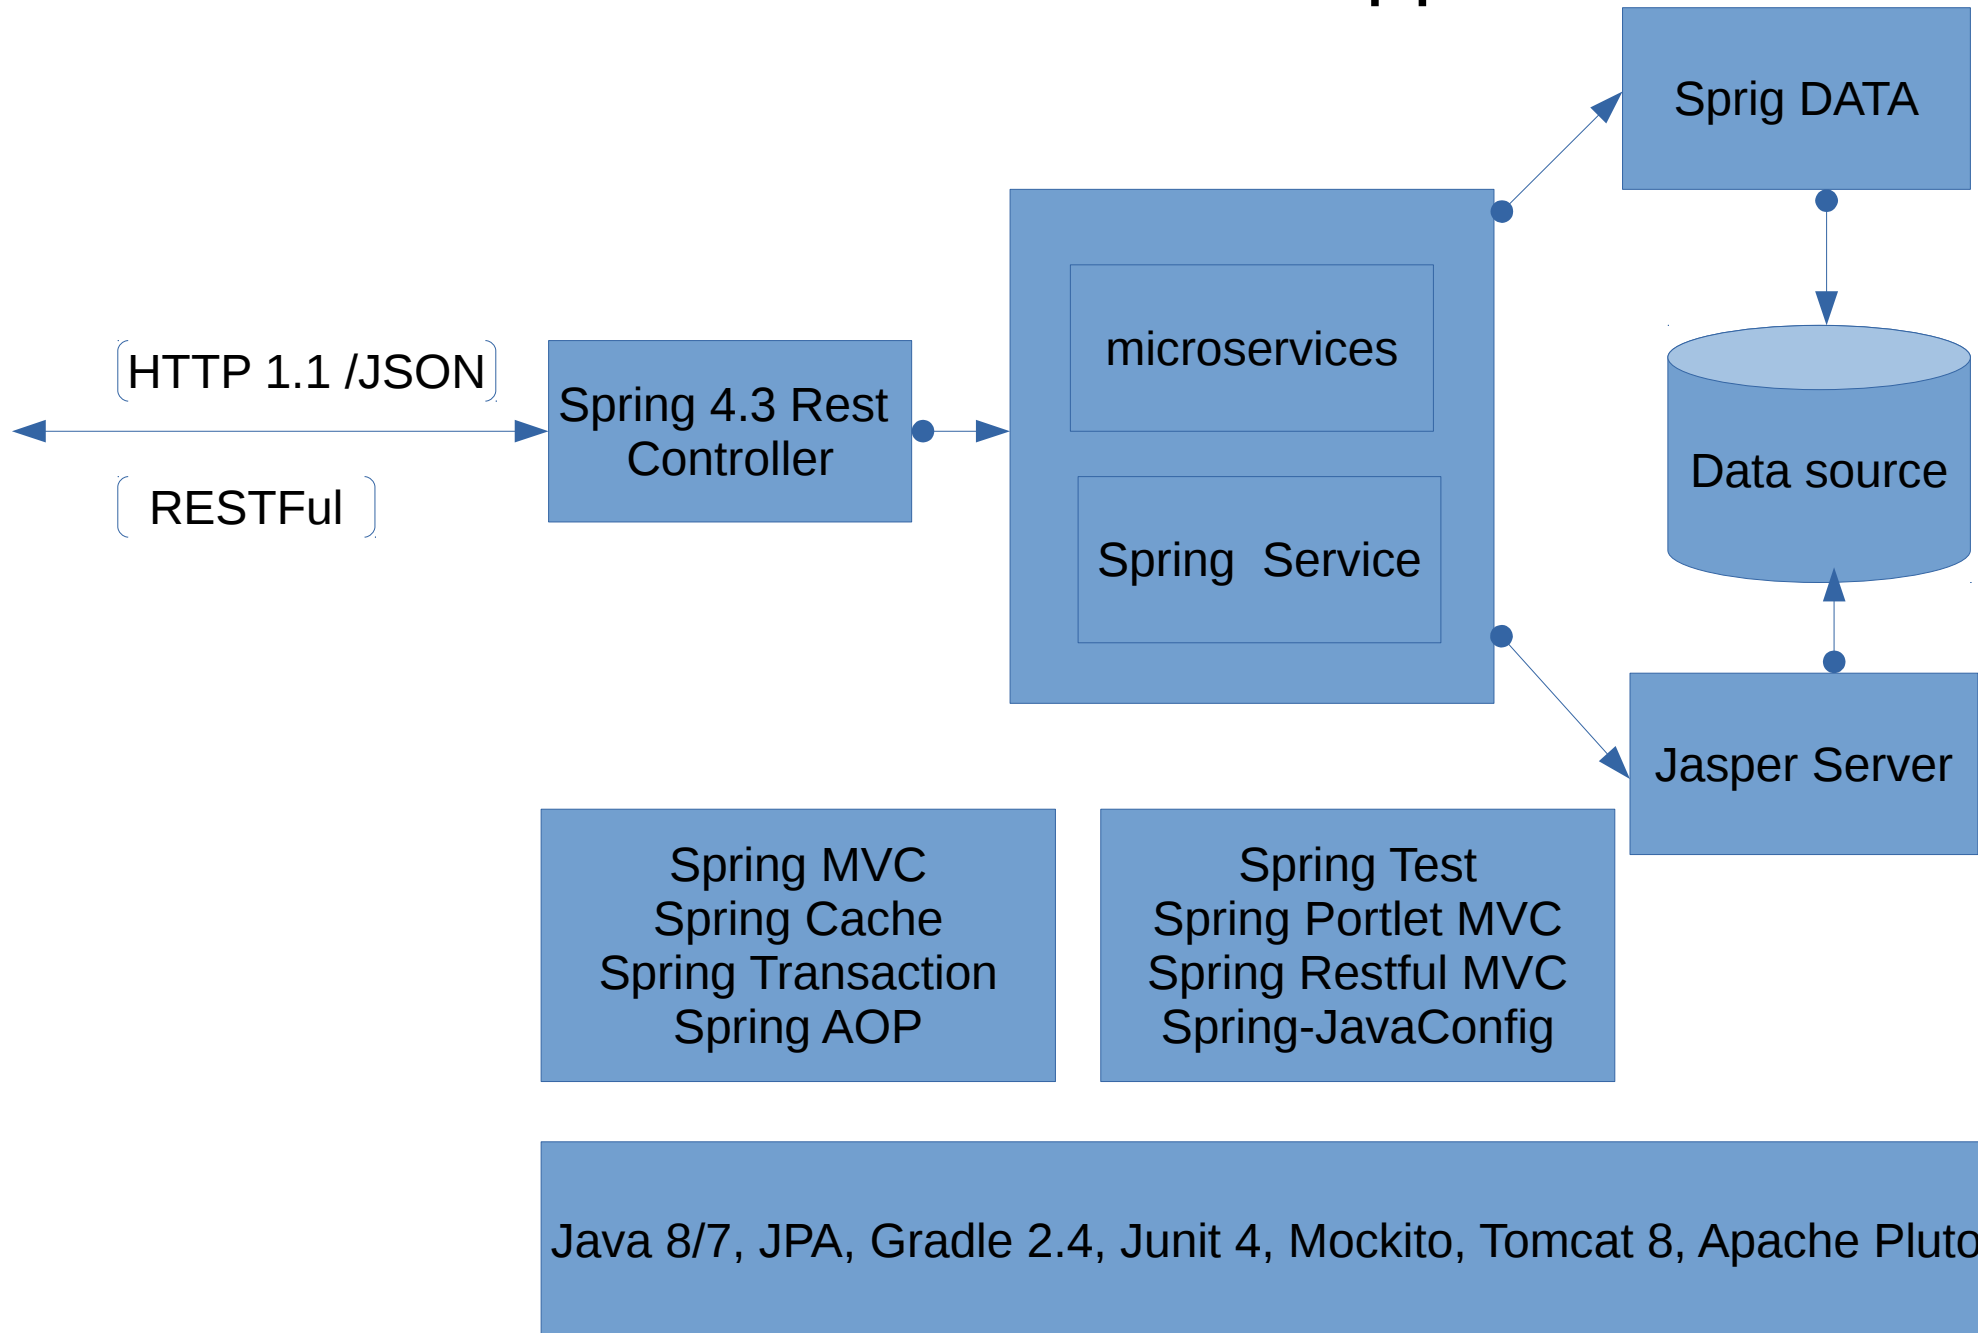 Sprig DATA
HTTP 1.1 /JSON
RESTFul
Spring 4.3 Rest
Controller
microservices
Spring  Service
Data source
Jasper Server
Spring MVC
Spring Cache
Spring Transaction
Spring AOP
Spring Test
Spring Portlet MVC
Spring Restful MVC
Spring-JavaConfig
Java 8/7, JPA, Gradle 2.4, Junit 4, Mockito, Tomcat 8, Apache Pluto